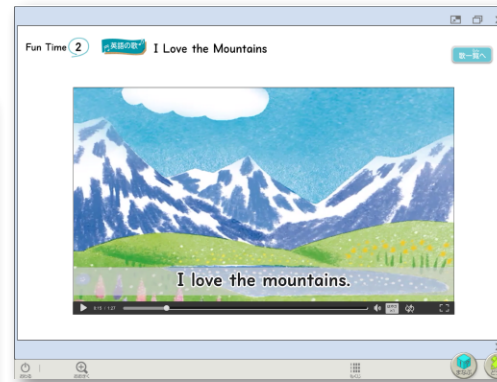 Fun Time 2 英語の歌 I Love the Mountains
歌一覧へ
I love the mountains.